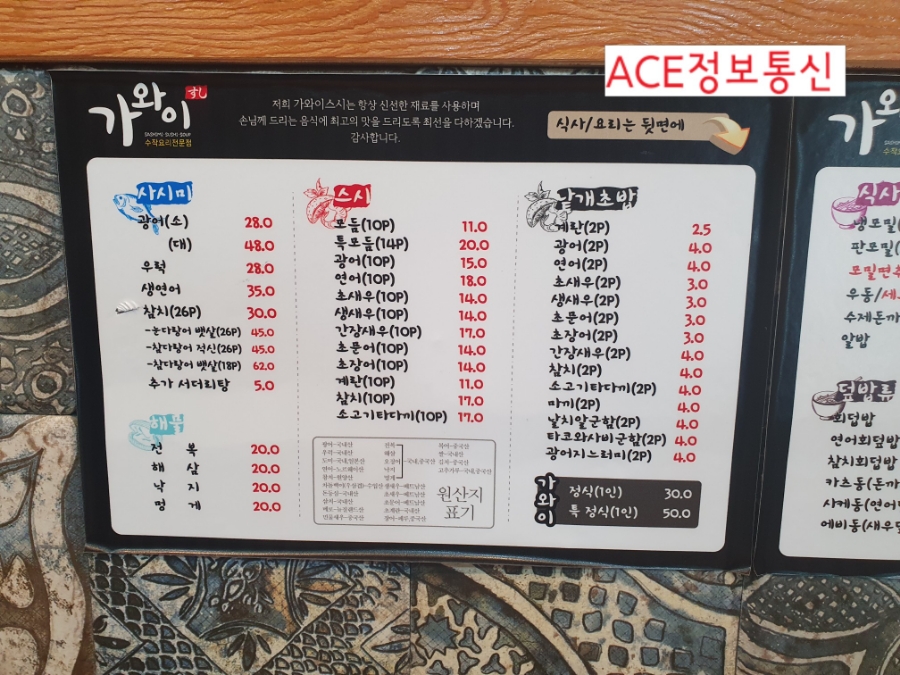 ACE정보통신
가와이
すし
SASHIMI·SUSHI·SOUP
수작요리전문점
저희 가와이스시는 항상 신선한 재료를 사용하며
손님께 드리는 음식에 최고의 맛을 드리도록 최선을 다하겠습니다.
감사합니다.
식사/요리는 뒷면에
사시미
광어(소) 28.0
(대) 48.0
우럭 28.0
생연어 35.0
참치(26P) 30.0
-눈다랑어 뱃살(26P) 45.0
-참다랑어 적신(26P) 45.0
-참다랑어 뱃살(18P) 62.0
추가 서더리탕 5.0
해물
전 복 20.0
해 삼 20.0
낙 지 20.0
멍 게 20.0
스시
모듬(10P) 11.0
특모듬(14P) 20.0
광어(10P) 15.0
연어(10P) 18.0
초새우(10P) 14.0
생새우(10P) 14.0
간장새우(10P) 17.0
초문어(10P) 14.0
초장어(10P) 14.0
계란(10P) 11.0
참치(10P) 17.0
소고기타다끼(10P) 17.0
원산지
표기
낱개초밥
계란(2P) 2.5
광어(2P) 4.0
연어(2P) 4.0
초새우(2P) 3.0
생새우(2P) 3.0
초문어(2P) 3.0
초장어(2P) 3.0
간장새우(2P) 4.0
참치(2P) 4.0
소고기타다끼(2P) 4.0
마끼(2P) 4.0
날치알군함(2P) 4.0
타코와사비군함(2P) 4.0
광어지느러미(2P) 4.0
가와이
정식(1인) 30.0
특 정식(1인) 50.0
가
수작요리
식사
냉모밀(
판모밀(
모밀면추
우동/세
수제돈까
알밥
덮밥류
회덮밥
연어회덮밥
참치회덮밥
카츠동(돈까
사케동(연어
에비동(새우